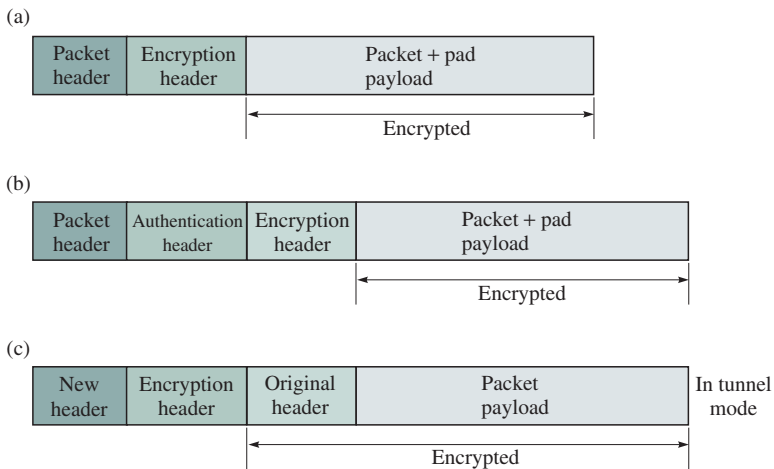 (a)
Packet header
Encryption header
Packet + pad payload
Encrypted
(b)
Packet header
Authentication header
Encryption header
Packet + pad payload
Encrypted
(c)
New header
Encryption header
Original header
Packet payload
In tunnel mode
Encrypted